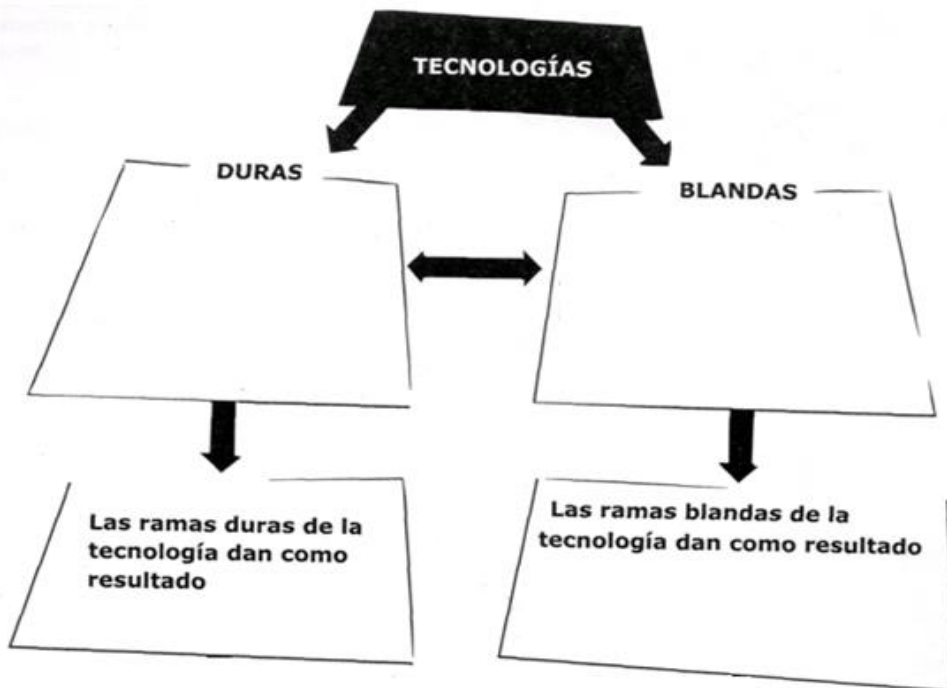 TECNOLOGÍAS
DURAS
BLANDAS
Las ramas duras de la
tecnología dan como
resultado
Las ramas blandas de la
tecnología dan como resultado